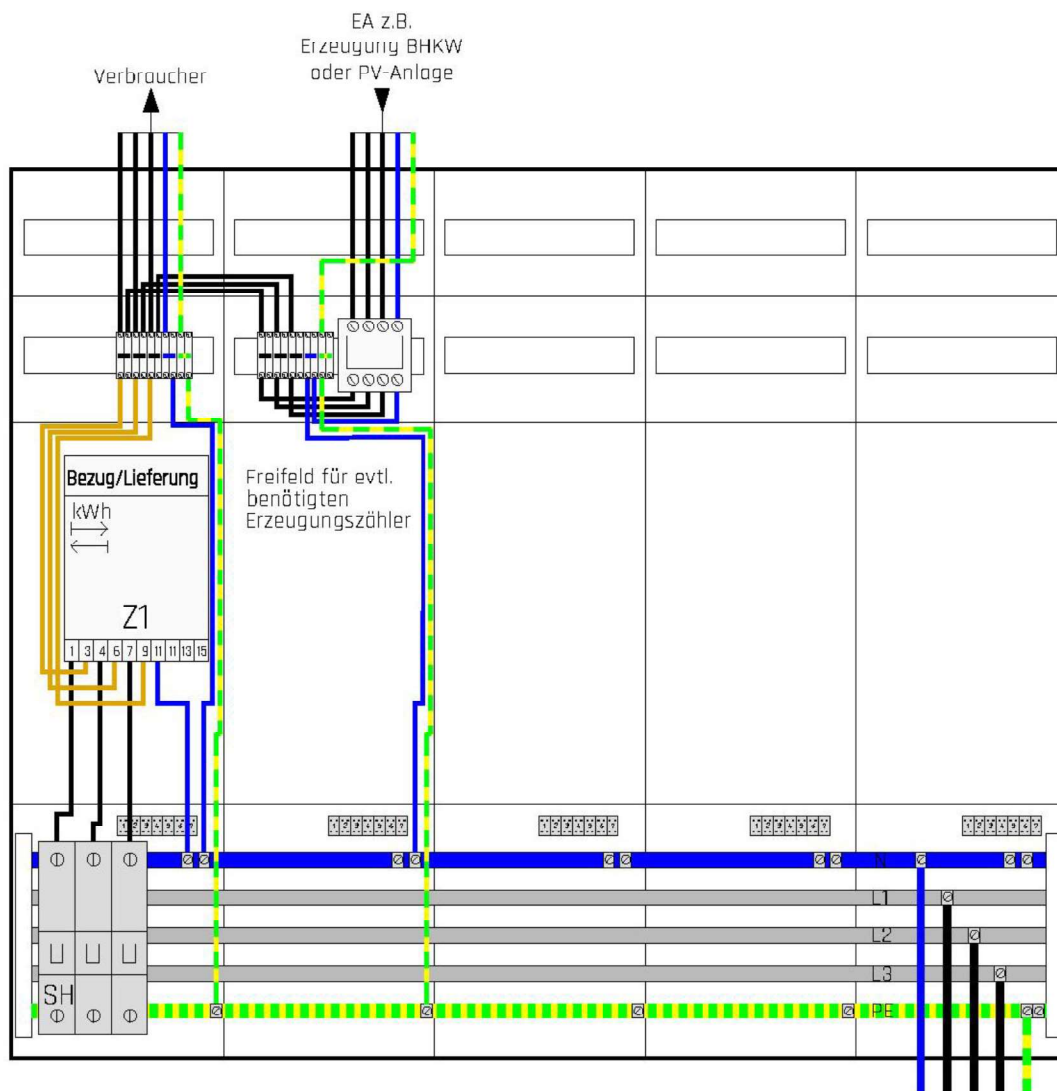 EA z.B.
Erzeugung BHKW
oder PV-Anlage
Verbraucher
Bezug/Lieferung
kWh
Z1
1 3 4 6 7 9 11 11 13 15
Freifeld für evtl.
benötigten
Erzeugungszähler
N
L1
L2
L3
PE
SH